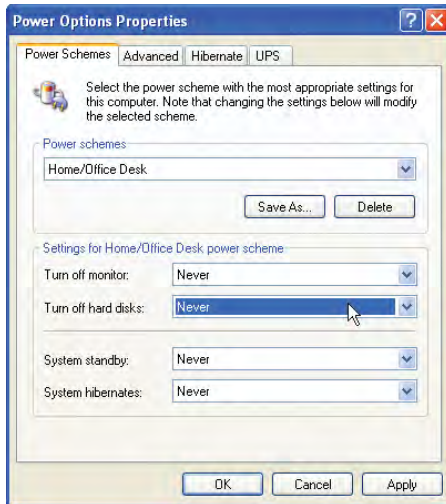 Power Options Properties
Power Schemes Advanced Hibernate UPS
Select the power scheme with the most appropriate settings for
this computer. Note that changing the settings below will modify
the selected scheme.
Power schemes
Home/Office Desk
Save As... Delete
Settings for Home/Office Desk power scheme
Turn off monitor: Never
Turn off hard disks: Never
System standby: Never
System hibernates: Never
OK Cancel Apply